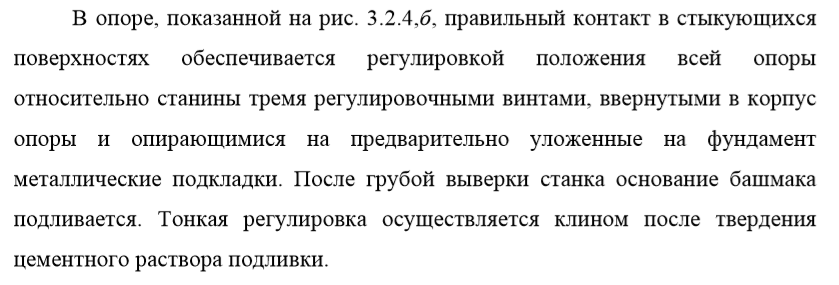 В опоре, показанной на рис. 3.2.4,б, правильный контакт в стыкующихся
поверхностях обеспечивается регулировкой положения всей опоры
относительно станины тремя регулировочными винтами, ввернутыми в корпус
опоры и опирающимися на предварительно уложенные на фундамент
металлические подкладки. После грубой выверки станка основание башмака
подливается. Тонкая регулировка осуществляется клином после твердения
цементного раствора подливки.